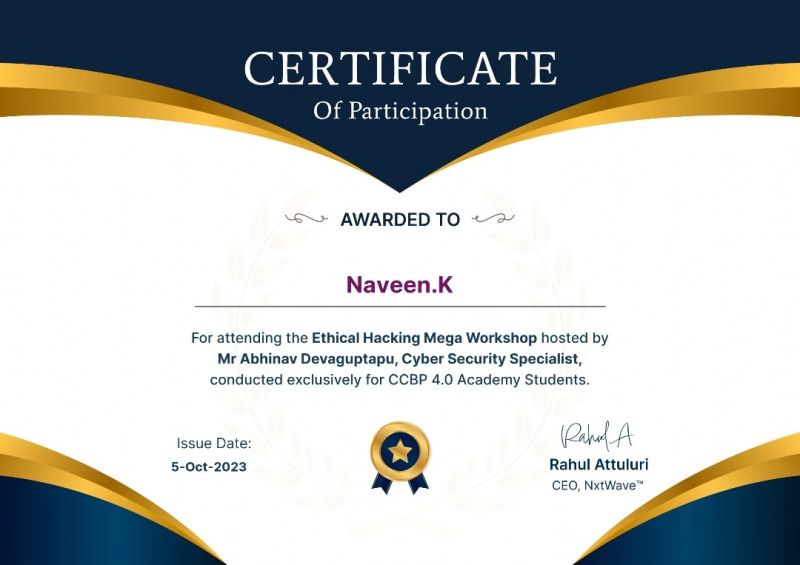 CERTIFICATE
Of Participation
AWARDED TO
Naveen.K
For attending the Ethical Hacking Mega Workshop hosted by
Mr Abhinav Devaguptapu, Cyber Security Specialist,
conducted exclusively for CCBP 4.0 Academy Students.
Issue Date:
5-Oct-2023
Rahul A
Rahul Attuluri
CEO, NxtWave™